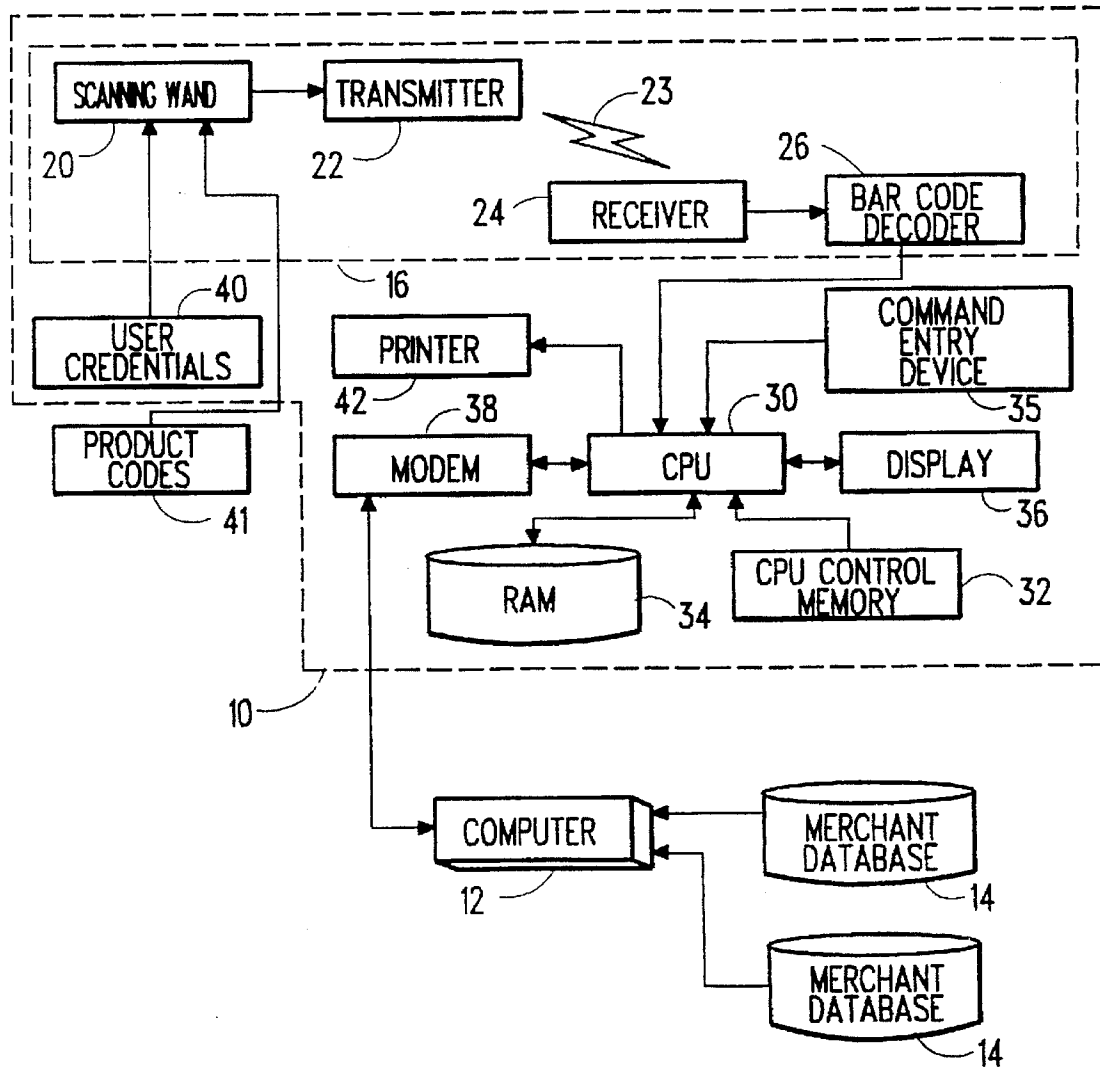 SCANNING WAND
TRANSMITTER
23
20
22
26
24
RECEIVER
BAR CODE
DECODER
16
40
USER
CREDENTIALS
PRINTER
COMMAND
ENTRY
DEVICE
42
38
30
35
PRODUCT
CODES
MODEM
CPU
DISPLAY
41
36
RAM
34
CPU CONTROL
MEMORY
32
10
COMPUTER
12
MERCHANT
DATABASE
14
MERCHANT
DATABASE
14